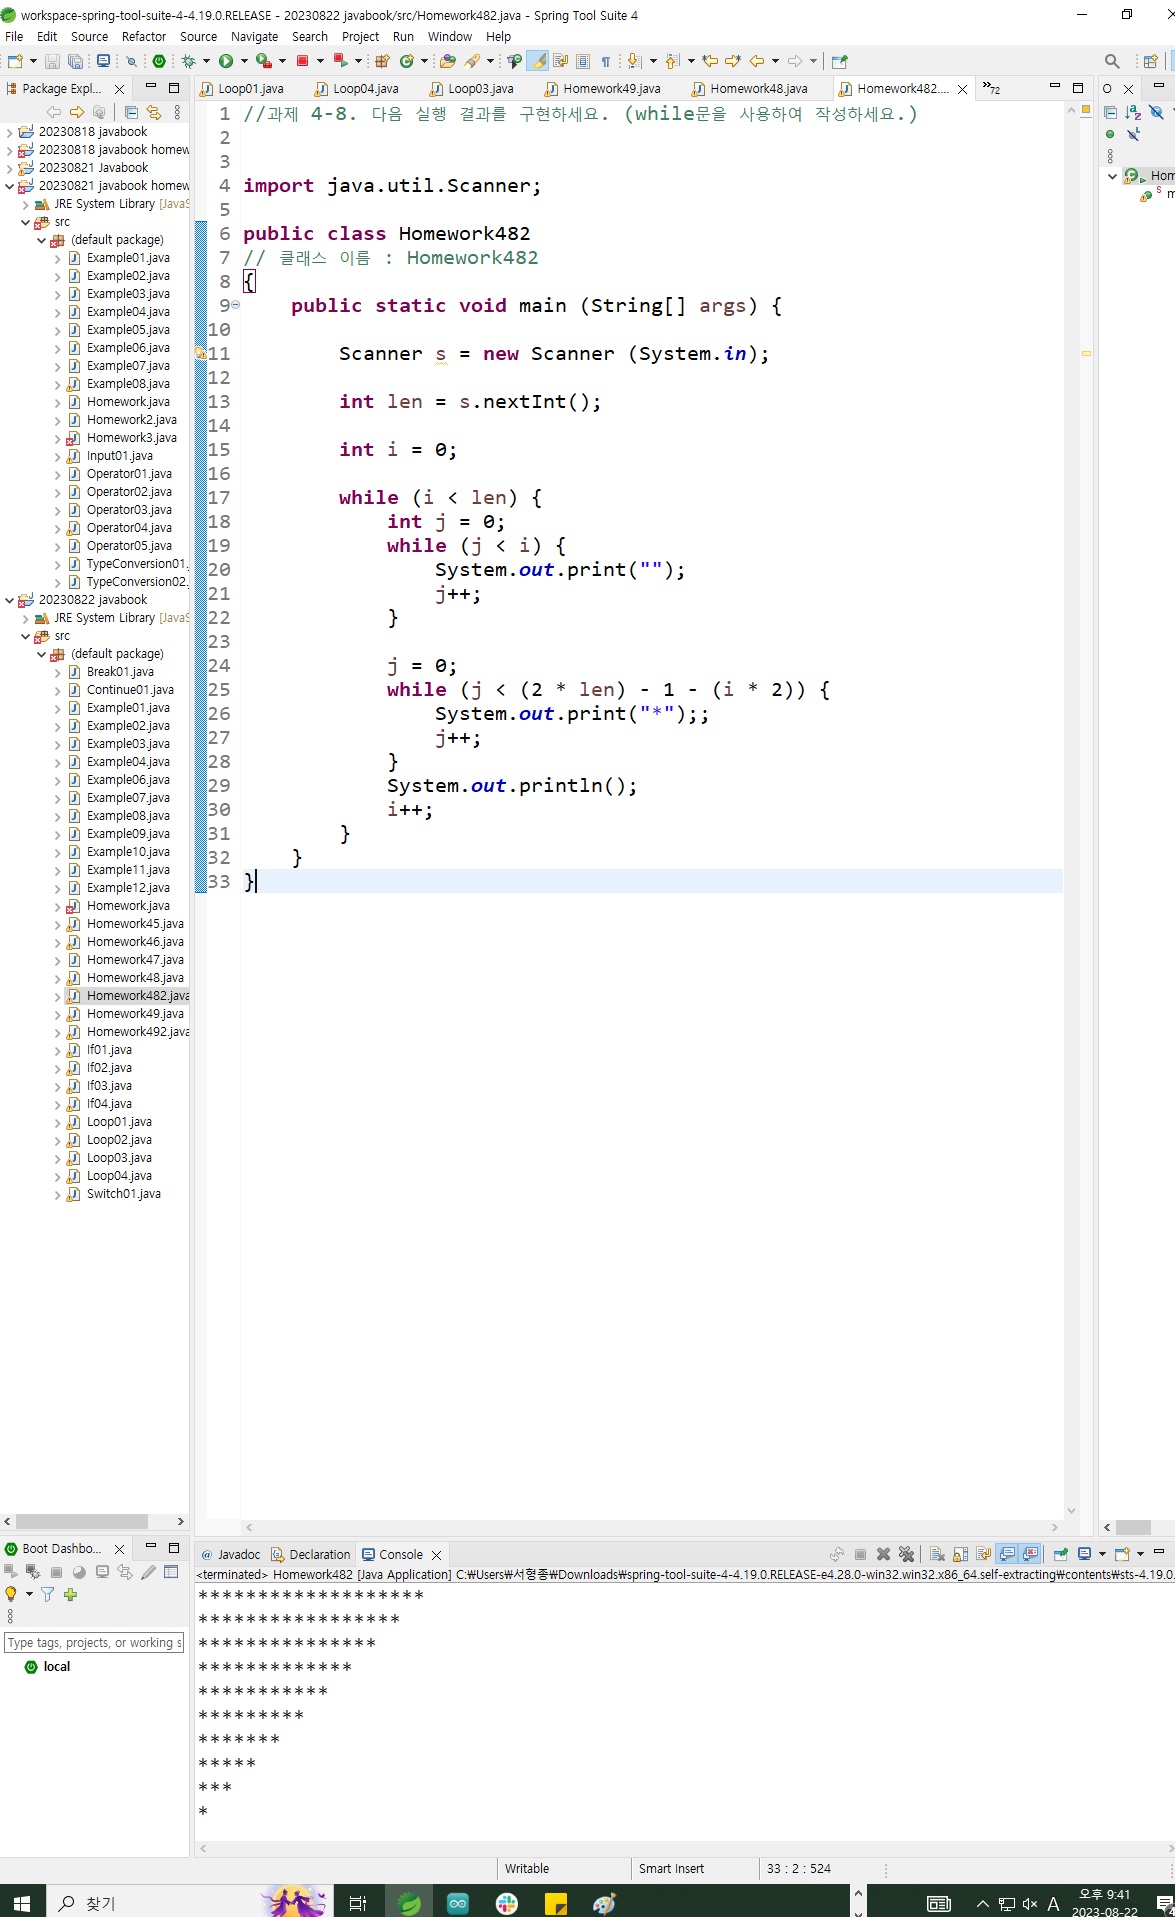 workspace-spring-tool-suite-4-4.19.0.RELEASE - 20230822 javabook/src/Homework482.java - Spring Tool Suite 4
File Edit Source Refactor Source Navigate Search Project Run Window Help
Package Expl...
Loop01.java Loop04.java Loop03.java Homework49.java Homework48.java Homework482.... »72
20230818 javabook
20230818 javabook homew
20230821 Javabook
20230821 javabook homew
JRE System Library [JavaS
src
(default package)
Example01.java
Example02.java
Example03.java
Example04.java
Example05.java
Example06.java
Example07.java
Example08.java
Homework.java
Homework2.java
Homework3.java
Input01.java
Operator01.java
Operator02.java
Operator03.java
Operator04.java
Operator05.java
TypeConversion01.
TypeConversion02.
20230822 javabook
JRE System Library [JavaS
src
(default package)
Break01.java
Continue01.java
Example01.java
Example02.java
Example03.java
Example04.java
Example06.java
Example07.java
Example08.java
Example09.java
Example10.java
Example11.java
Example12.java
Homework.java
Homework45.java
Homework46.java
Homework47.java
Homework48.java
Homework482.java
Homework49.java
Homework492.java
If01.java
If02.java
If03.java
If04.java
Loop01.java
Loop02.java
Loop03.java
Loop04.java
Switch01.java
1 //과제 4-8. 다음 실행 결과를 구현하세요. (while문을 사용하여 작성하세요.)
2
3
4 import java.util.Scanner;
5
6 public class Homework482
7 // 클래스 이름 : Homework482
8 {
9 public static void main (String[] args) {
10
11 Scanner s = new Scanner (System.in);
12
13 int len = s.nextInt();
14
15 int i = 0;
16
17 while (i < len) {
18 int j = 0;
19 while (j < i) {
20 System.out.print("");
21 j++;
22 }
23
24 j = 0;
25 while (j < (2 * len) - 1 - (i * 2)) {
26 System.out.print("*");;
27 j++;
28 }
29 System.out.println();
30 i++;
31 }
32 }
33 }
O
Hom
m
Boot Dashbo...
Type tags, projects, or working s
local
@ Javadoc Declaration Console
<terminated> Homework482 [Java Application] C:₩Users₩서형종₩Downloads₩spring-tool-suite-4-4.19.0.RELEASE-e4.28.0-win32.win32.x86_64.self-extracting₩contents₩sts-4.19.0.
*******************
*****************
***************
*************
***********
*********
*******
*****
***
*
Writable Smart Insert 33 : 2 : 524
찾기
A
오후 9:41
2023-08-22